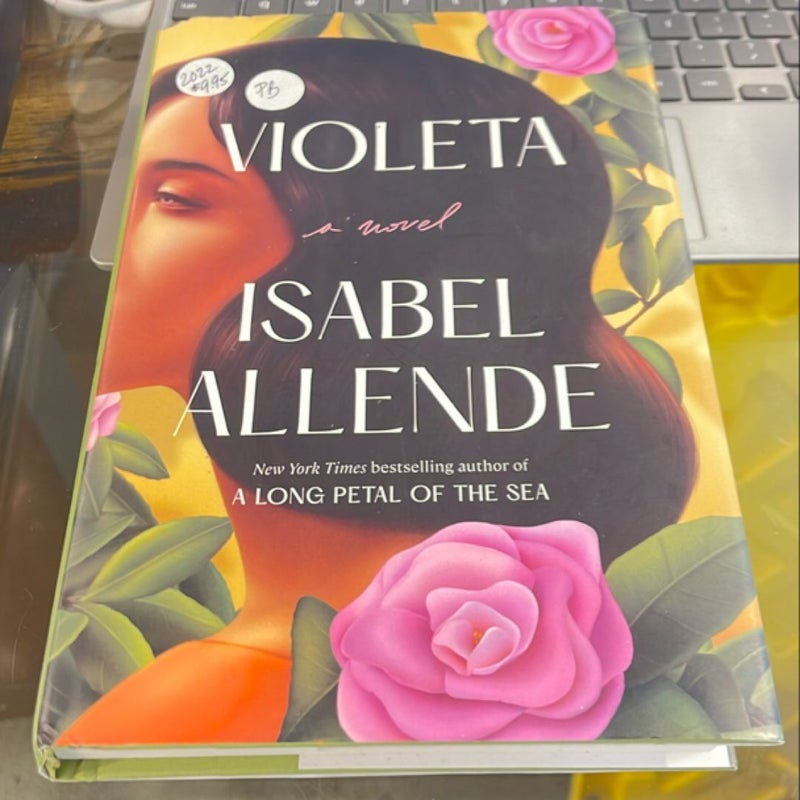 2022
$9.95
PB
VIOLETA
a novel
ISABEL
ALLENDE
New York Times bestselling author of
A LONG PETAL OF THE SEA